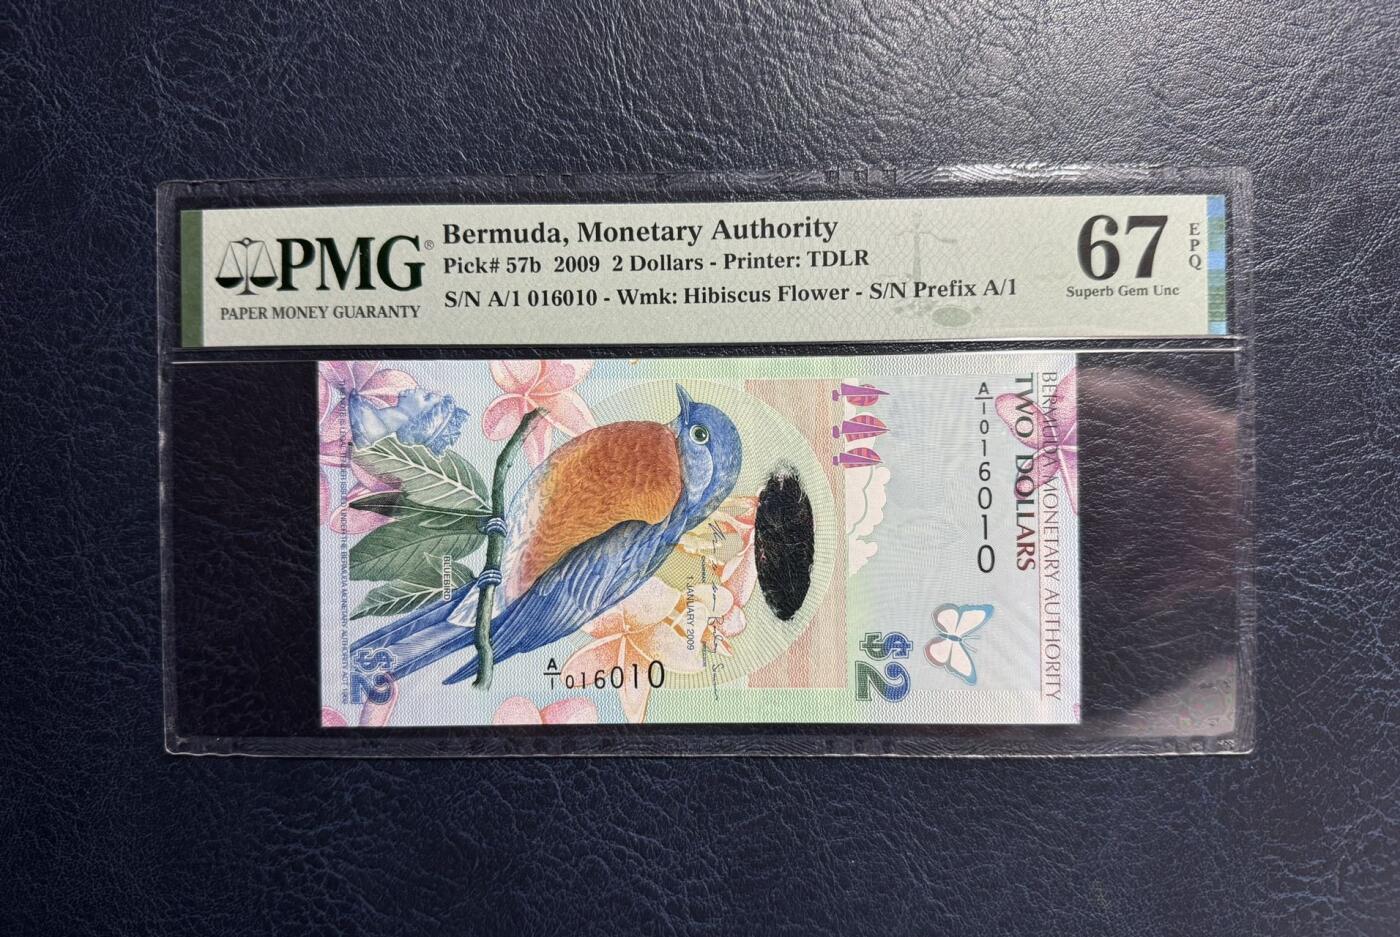 PMG®
PAPER MONEY GUARANTY
Bermuda, Monetary Authority
Pick# 57b 2009 2 Dollars - Printer: TDLR
S/N A/1 016010 - Wmk: Hibiscus Flower - S/N Prefix A/1
67
EPQ
Superb Gem Unc
BERMUDA MONETARY AUTHORITY
TWO DOLLARS
A/1 016010
$2
1 JANUARY 2009
BLUEBIRD
A/1 016010
$2